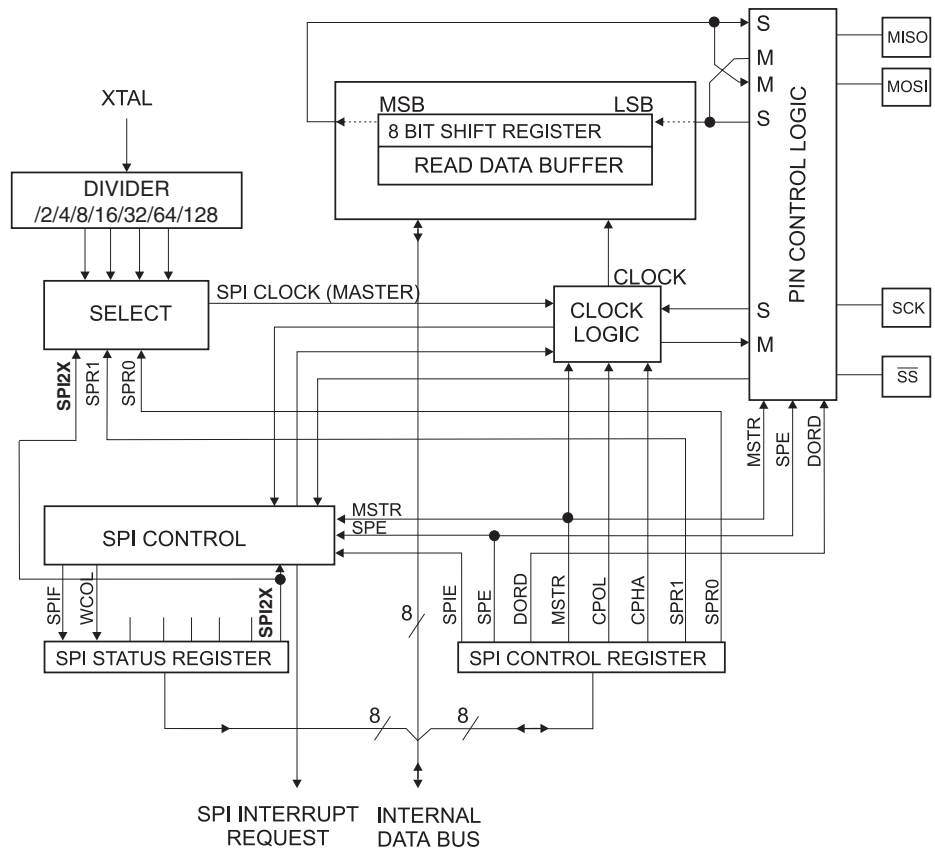 S
MISO
M
XTAL
M
MOSI
MSB
LSB
S
8 BIT SHIFT REGISTER
READ DATA BUFFER
DIVIDER
/2/4/8/16/32/64/128
PIN CONTROL LOGIC
CLOCK
SPI CLOCK (MASTER)
SELECT
CLOCK
LOGIC
S
SCK
M
SPI2X
SPR1
SPR0
SS
MSTR
SPE
DORD
MSTR
SPE
SPI CONTROL
SPIF
WCOL
SPI2X
8
SPIE
SPE
DORD
MSTR
CPOL
CPHA
SPR1
SPR0
SPI STATUS REGISTER
SPI CONTROL REGISTER
8
8
SPI INTERRUPT
REQUEST
INTERNAL
DATA BUS